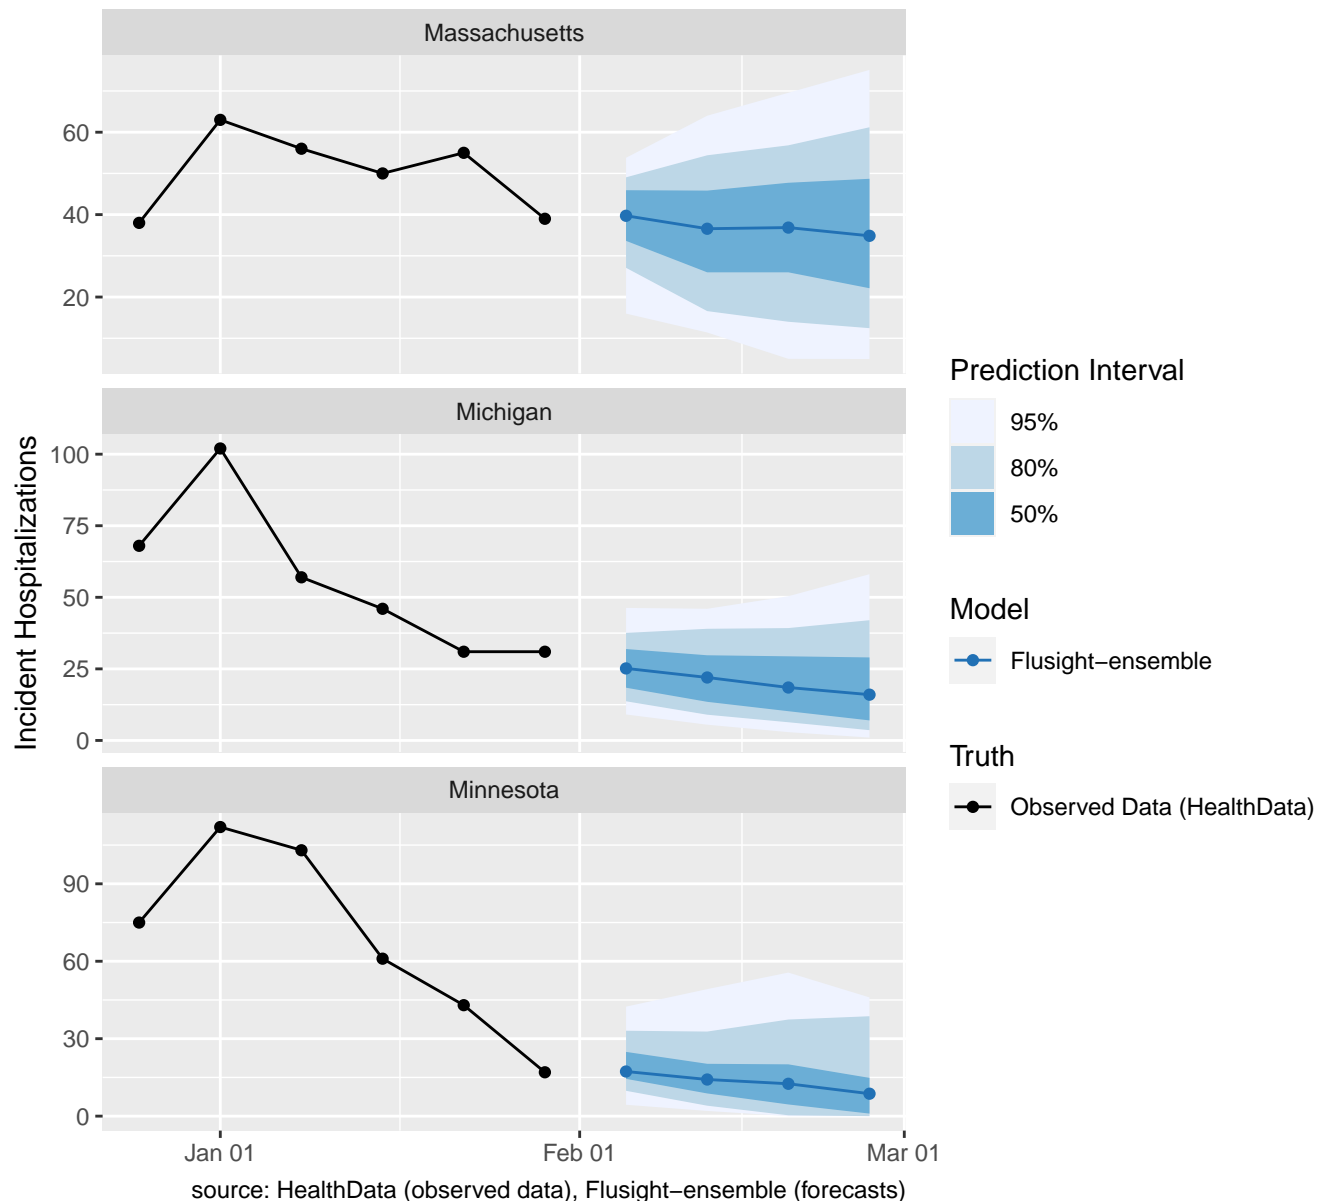 Massachusetts
60
40
20
Michigan
100
75
50
25
0
Minnesota
90
60
30
0
Jan 01
Feb 01
Mar 01
Incident Hospitalizations
source: HealthData (observed data), Flusight−ensemble (forecasts)
Prediction Interval
95%
80%
50%
Model
Flusight−ensemble
Truth
Observed Data (HealthData)